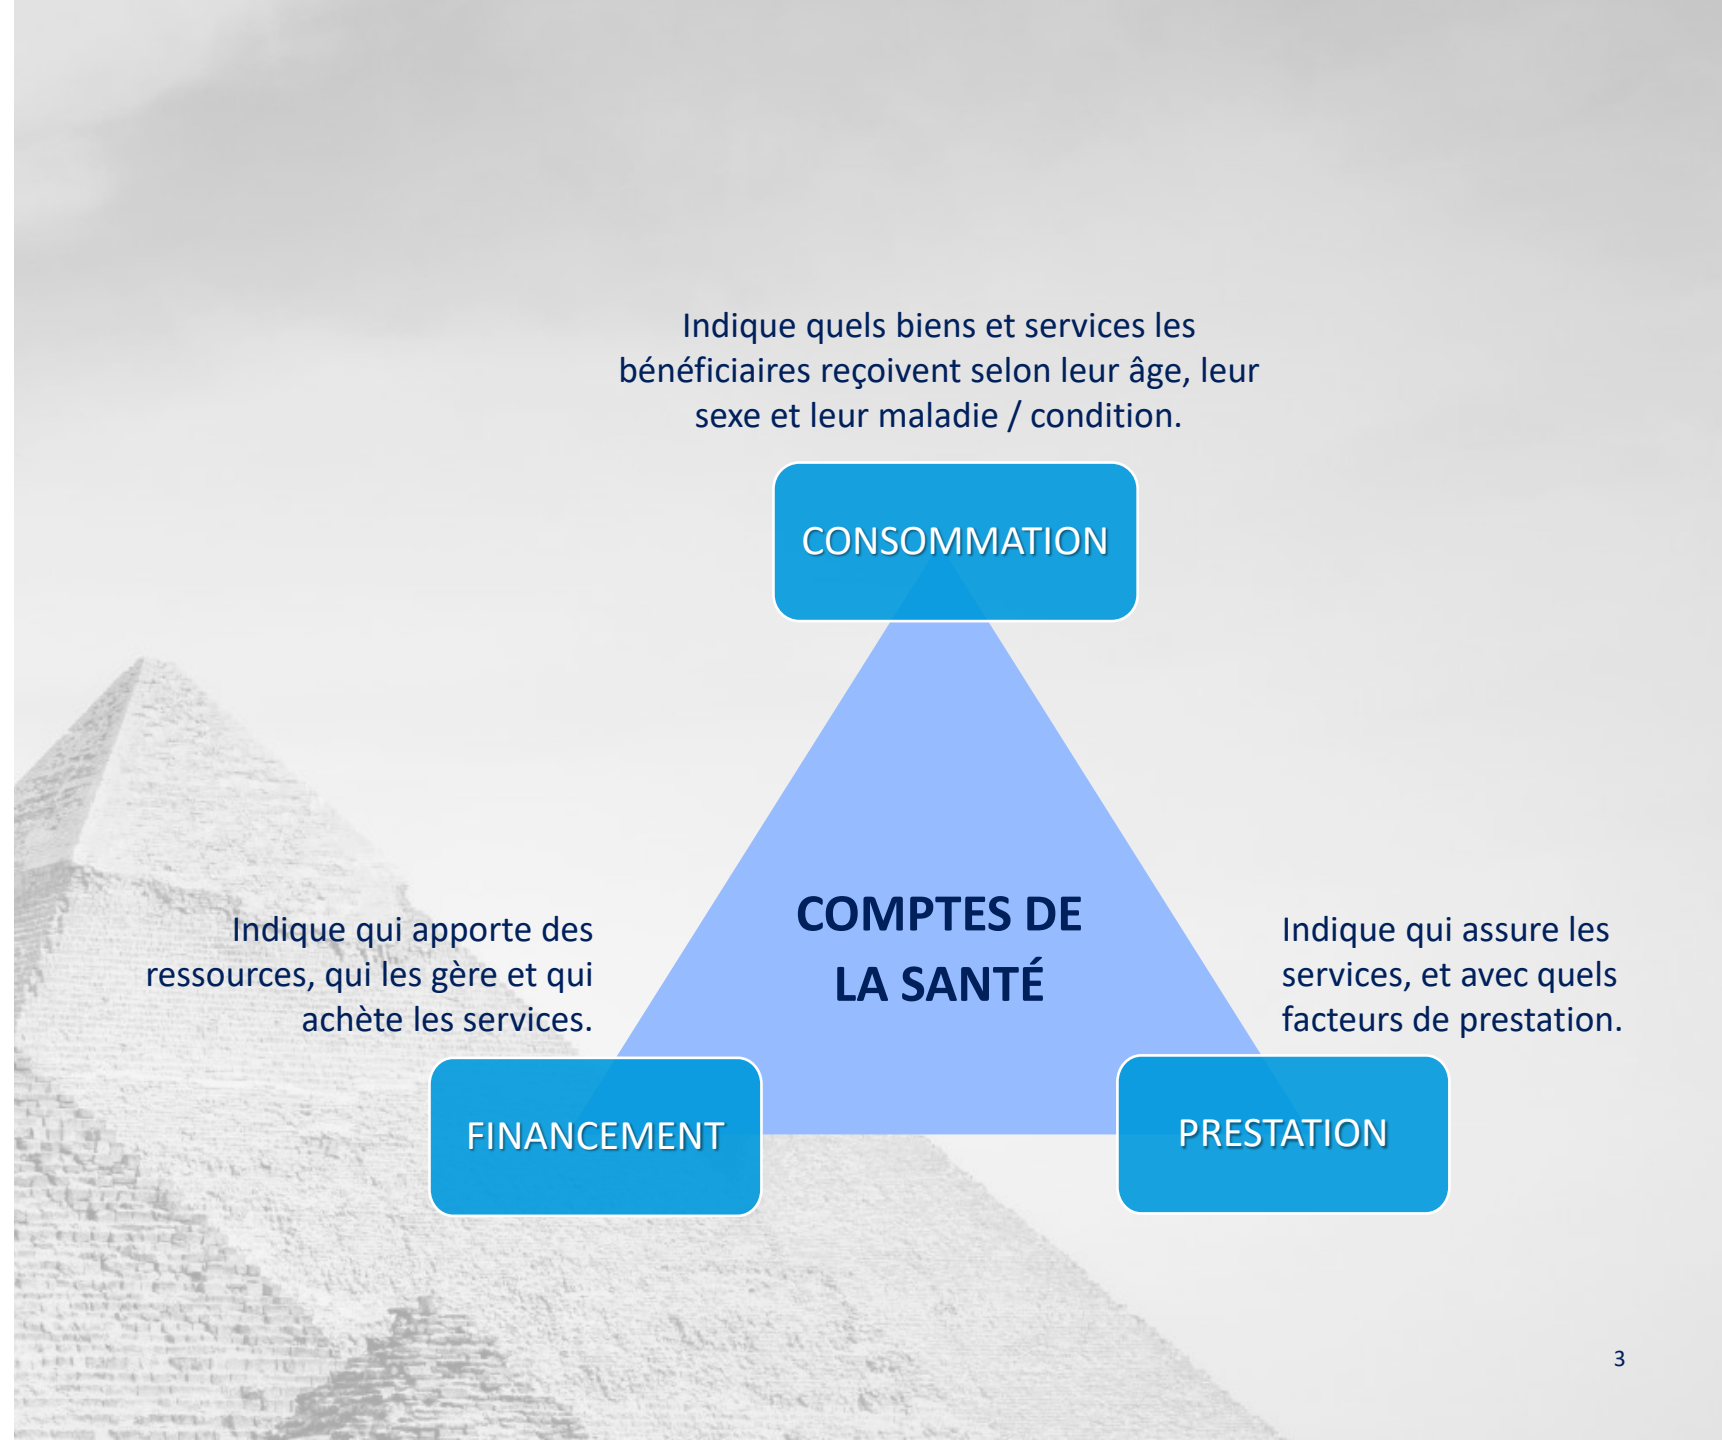 Indique quels biens et services les
bénéficiaires reçoivent selon leur âge, leur
sexe et leur maladie / condition.
CONSOMMATION
COMPTES DE
LA SANTÉ
Indique qui apporte des
ressources, qui les gère et qui
achète les services.
FINANCEMENT
Indique qui assure les
services, et avec quels
facteurs de prestation.
PRESTATION
3